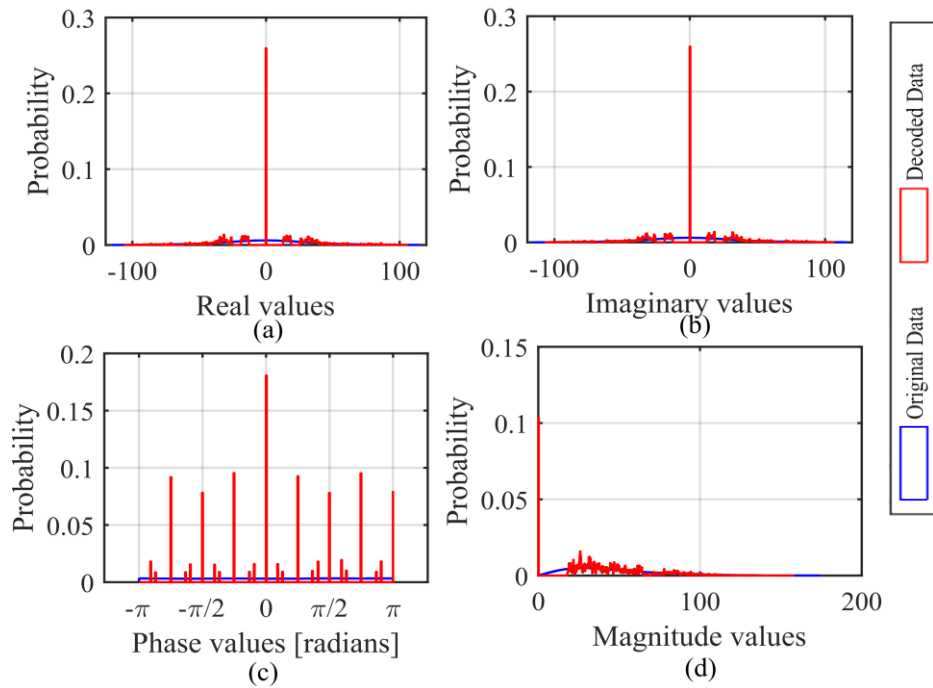 0.3
0.2
0.1
0
Probability
-100
0
100
Real values
(a)
0.3
0.2
0.1
0
Probability
-100
0
100
Imaginary values
(b)
0.2
0.15
0.1
0.05
0
Probability
-π
-π/2
0
π/2
π
Phase values [radians]
(c)
0.15
0.1
0.05
0
Probability
0
100
200
Magnitude values
(d)
Original Data
Decoded Data